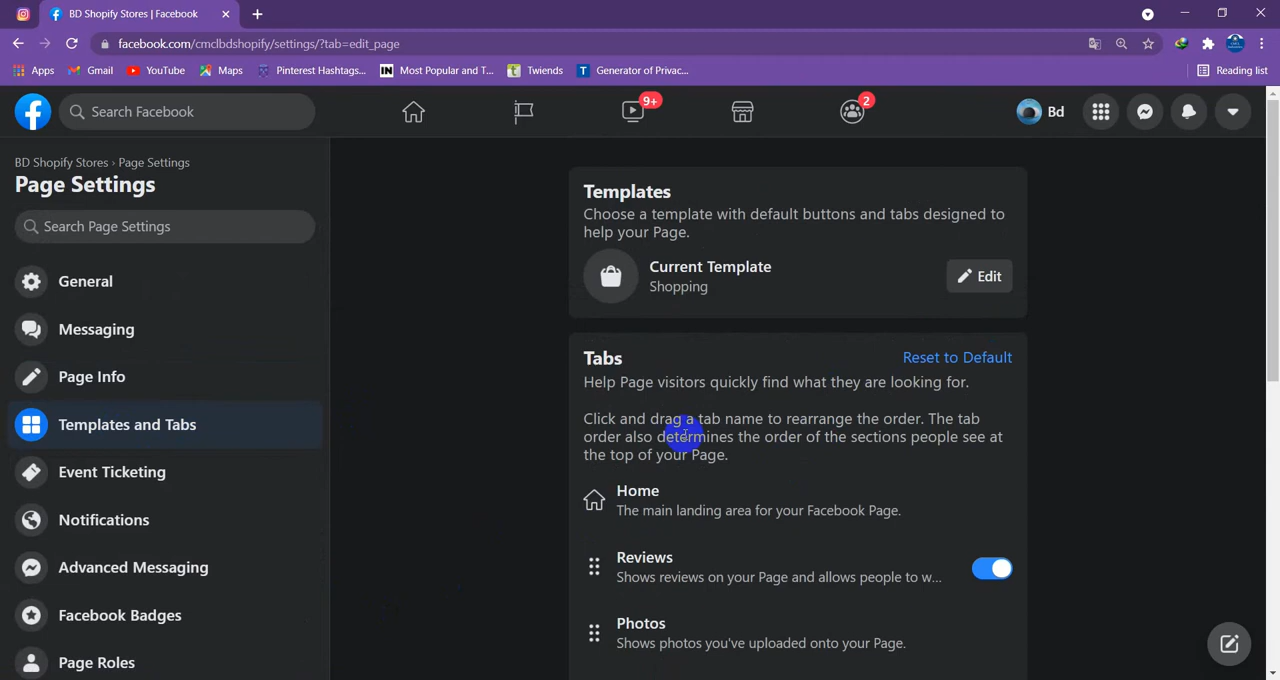 BD Shopify Stores | Facebook
facebook.com/cmclbdshopify/settings/?tab=edit_page
Apps
Gmail
YouTube
Maps
Pinterest Hashtags...
IN
Most Popular and T...
t
Twiends
T
Generator of Privac...
Reading list
Search Facebook
9+
2
Bd
BD Shopify Stores › Page Settings
Page Settings
Search Page Settings
General
Messaging
Page Info
Templates and Tabs
Event Ticketing
Notifications
Advanced Messaging
Facebook Badges
Page Roles
Templates
Choose a template with default buttons and tabs designed to
help your Page.
Current Template
Shopping
Edit
Tabs
Reset to Default
Help Page visitors quickly find what they are looking for.
Click and drag a tab name to rearrange the order. The tab
order also determines the order of the sections people see at
the top of your Page.
Home
The main landing area for your Facebook Page.
Reviews
Shows reviews on your Page and allows people to w...
Photos
Shows photos you've uploaded onto your Page.